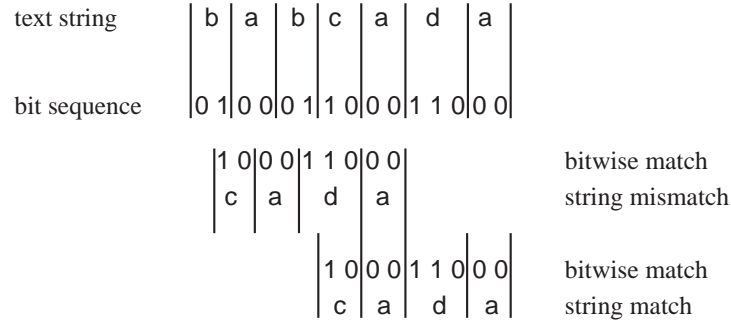 text string b a b c a d a
bit sequence 0 1 0 0 0 1 1 0 0 0 1 1 0 0 0
1 0 0 0 1 1 0 0 0 bitwise match
c a d a string mismatch
1 0 0 0 1 1 0 0 0 bitwise match
c a d a string match